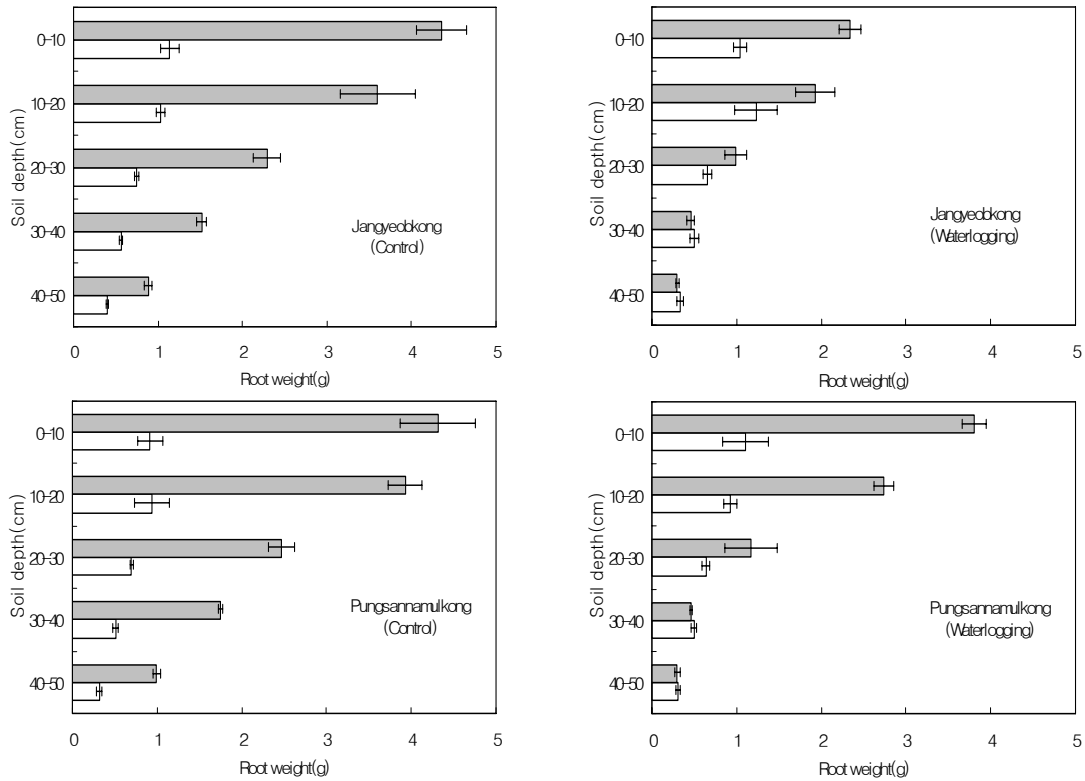 Soil depth(cm)
0-10
10-20
20-30
30-40
40-50
Jangyeobkong
(Control)
0 1 2 3 4 5
Root weight(g)
Soil depth(cm)
0-10
10-20
20-30
30-40
40-50
Jangyeobkong
(Waterlogging)
0 1 2 3 4 5
Root weight(g)
Soil depth(cm)
0-10
10-20
20-30
30-40
40-50
Pungsannamulkong
(Control)
0 1 2 3 4 5
Root weight(g)
Soil depth(cm)
0-10
10-20
20-30
30-40
40-50
Pungsannamulkong
(Waterlogging)
0 1 2 3 4 5
Root weight(g)